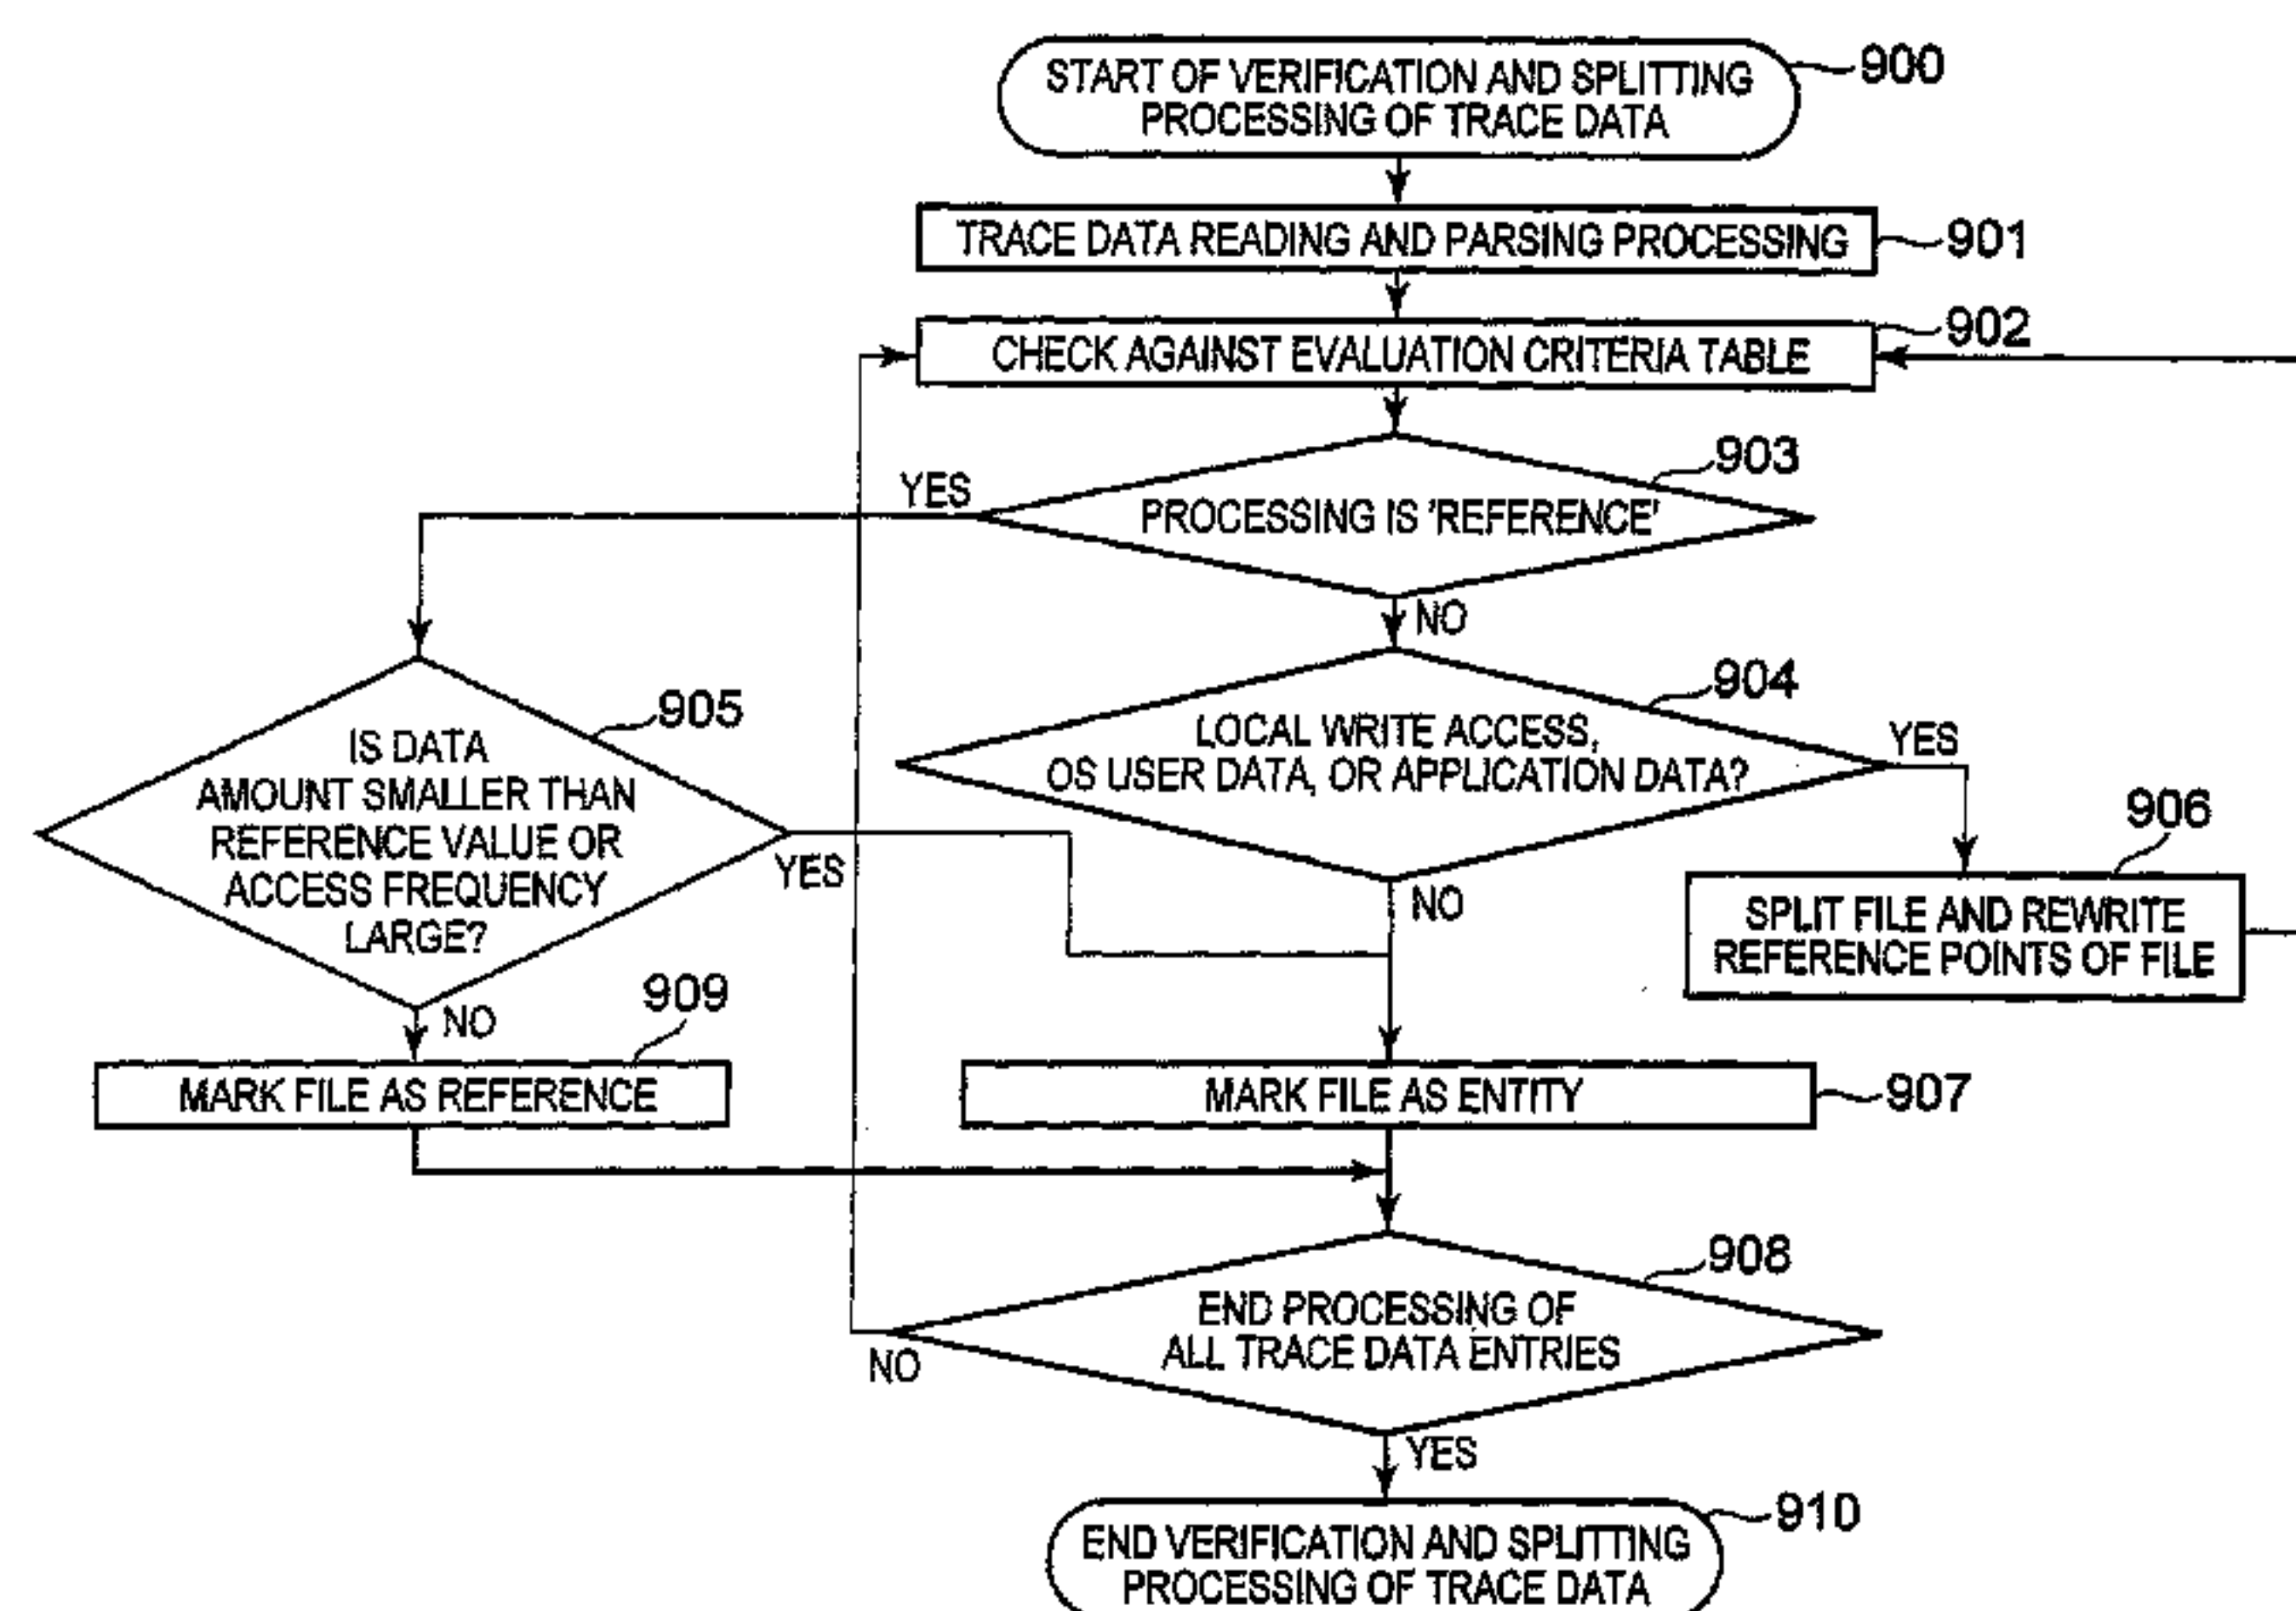 START OF VERIFICATION AND SPLITTING
PROCESSING OF TRACE DATA
900
TRACE DATA READING AND PARSING PROCESSING
901
CHECK AGAINST EVALUATION CRITERIA TABLE
902
PROCESSING IS 'REFERENCE'
903
YES
NO
LOCAL WRITE ACCESS,
OS USER DATA, OR APPLICATION DATA?
904
YES
NO
IS DATA
AMOUNT SMALLER THAN
REFERENCE VALUE OR
ACCESS FREQUENCY
LARGE?
905
YES
NO
SPLIT FILE AND REWRITE
REFERENCE POINTS OF FILE
906
MARK FILE AS REFERENCE
909
MARK FILE AS ENTITY
907
END PROCESSING OF
ALL TRACE DATA ENTRIES
908
NO
YES
END VERIFICATION AND SPLITTING
PROCESSING OF TRACE DATA
910